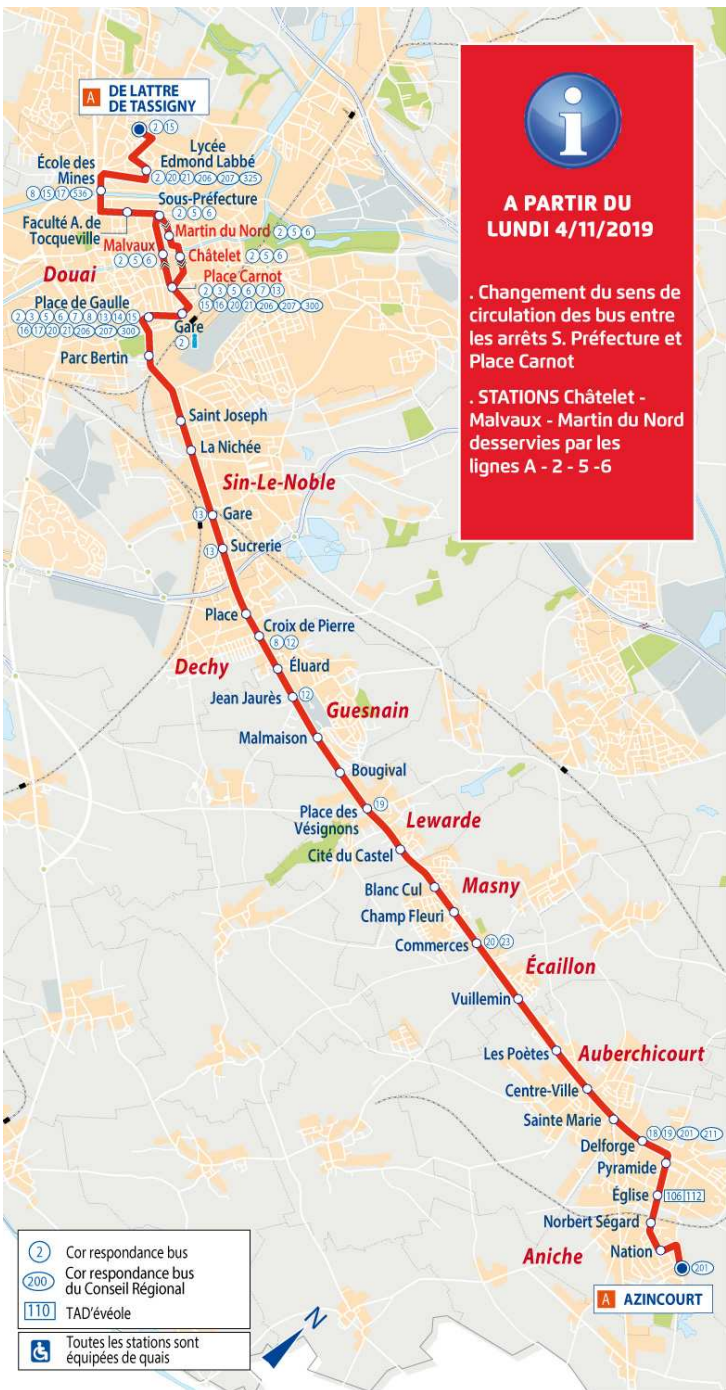 A DE LATTRE
DE TASSIGNY
2 15
Lycée
Edmond Labbé
2 20 21 206 207 325
École des
Mines
8 15 17 536
Sous-Préfecture
2 5 6
Faculté A. de
Tocqueville
Martin du Nord 2 5 6
Malvaux
2 5 6
Châtelet 2 5 6
Douai
Place Carnot
2 3 5 6 7 13
15 16 20 21 206 207 300
Place de Gaulle
2 3 5 6 7 8 13 14 15
16 17 20 21 206 207 300
Gare
2
Parc Bertin
Saint Joseph
La Nichée
Sin-Le-Noble
13 Gare
13 Sucrerie
Place
Croix de Pierre
8 12
Dechy
Éluard
Jean Jaurès 12
Guesnain
Malmaison
Bougival
Place des
Vésignons
19
Lewarde
Cité du Castel
Blanc Cul
Masny
Champ Fleuri
Commerces 20 23
Écaillon
Vuillemin
Les Poètes
Auberchicourt
Centre-Ville
Sainte Marie
18 19 201 211
Delforge
Pyramide
Église 106 112
Norbert Ségard
Aniche
Nation
201
A AZINCOURT
i
A PARTIR DU
LUNDI 4/11/2019
. Changement du sens de
circulation des bus entre
les arrêts S. Préfecture et
Place Carnot
. STATIONS Châtelet -
Malvaux - Martin du Nord
desservies par les
lignes A - 2 - 5 -6
2 Cor respondance bus
200 Cor respondance bus
du Conseil Régional
110 TAD'évéole
Toutes les stations sont
équipées de quais
N